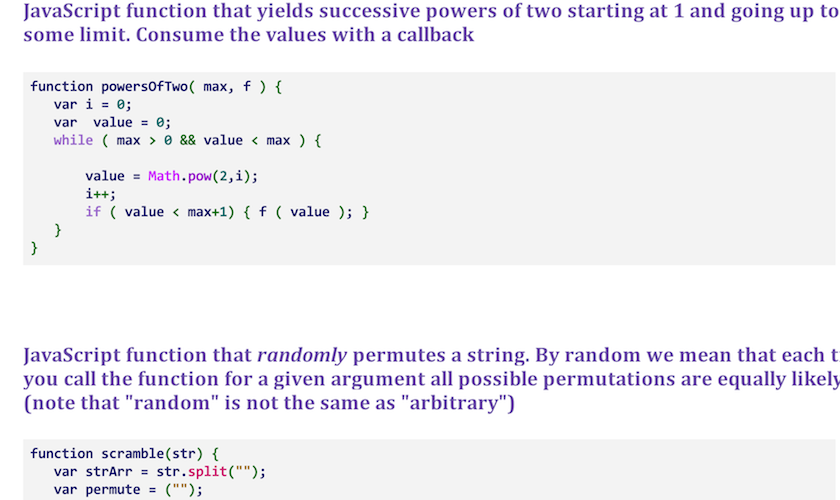 JavaScript function that yields successive powers of two starting at 1 and going up to
some limit. Consume the values with a callback
function powersOfTwo( max, f ) {
var i = 0;
var  value = 0;
while ( max > 0 && value < max ) {
value = Math.pow(2,i);
i++;
if ( value < max+1) { f ( value ); }
}
}
JavaScript function that randomly permutes a string. By random we mean that each
you call the function for a given argument all possible permutations are equally likely
(note that "random" is not the same as "arbitrary")
function scramble(str) {
var strArr = str.split("");
var permute = ("");